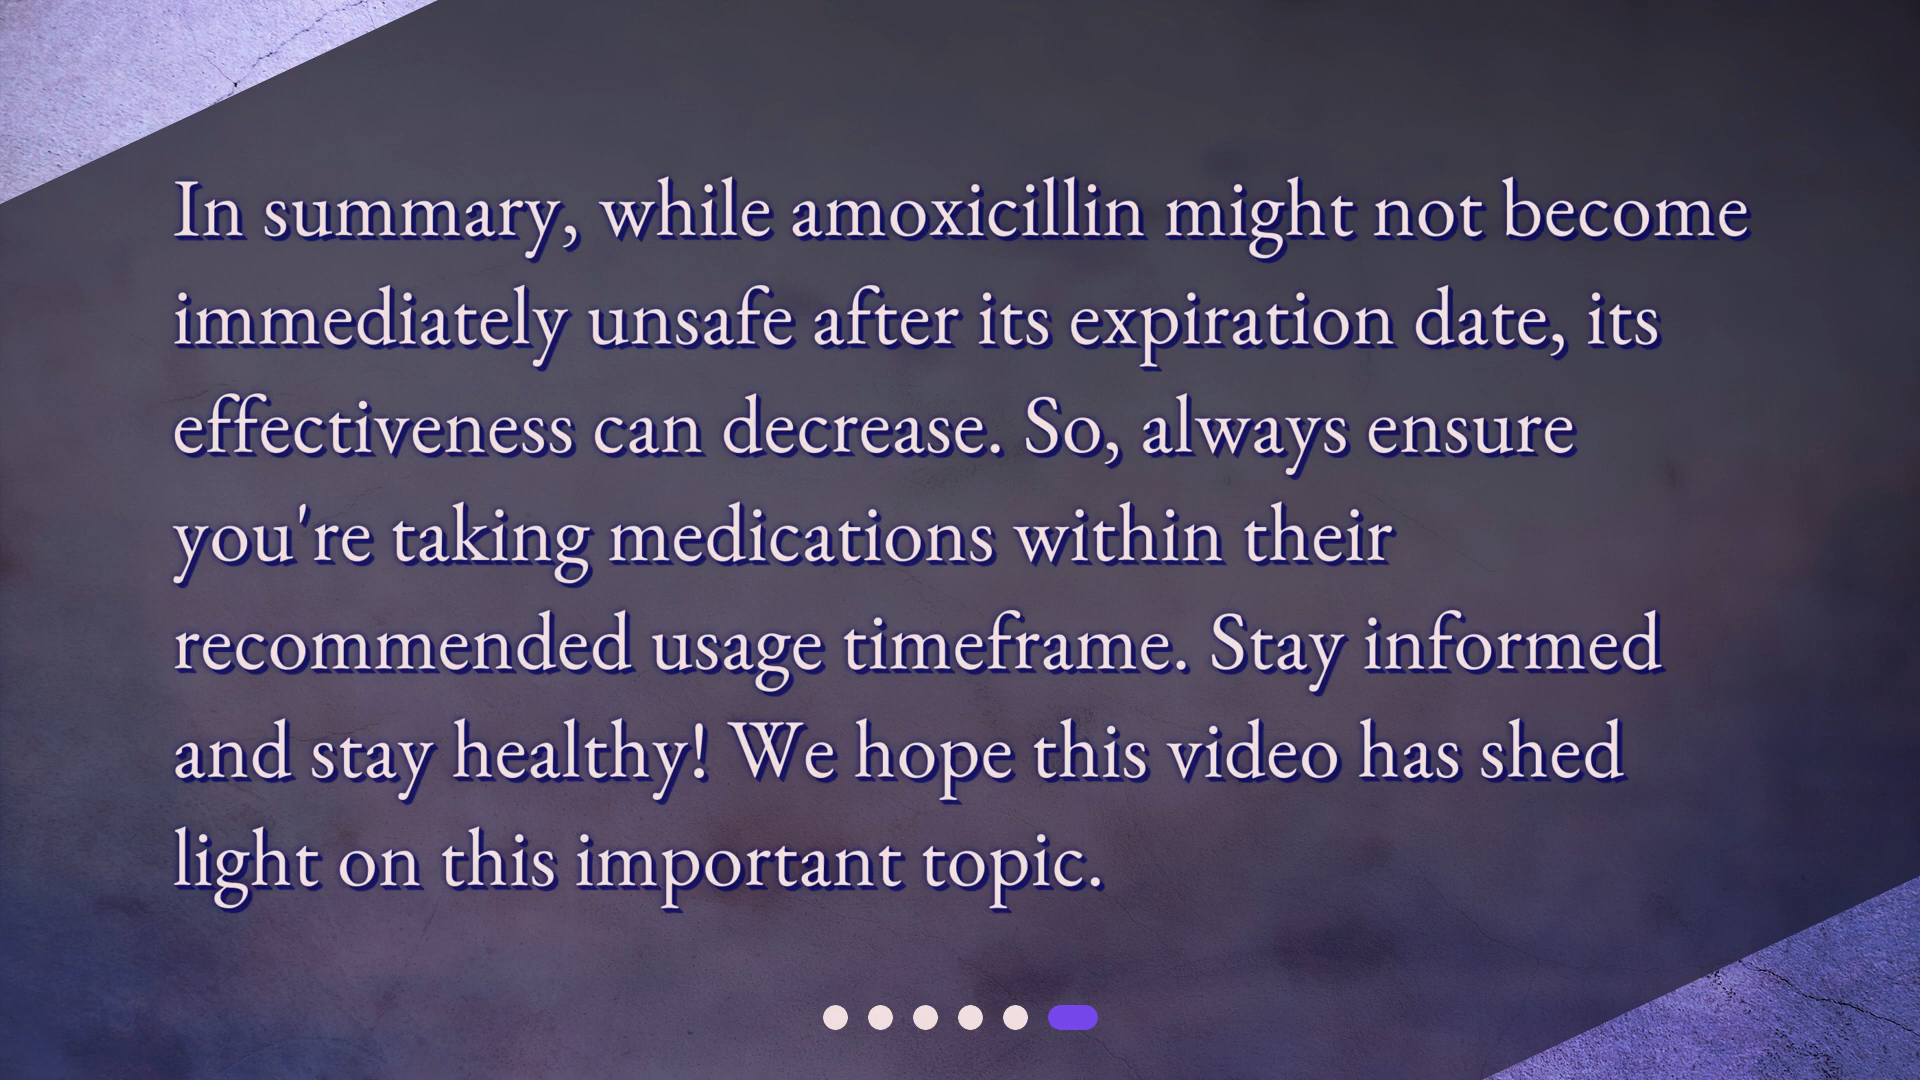 In summary, while amoxicillin might not become
immediately unsafe after its expiration date, its
effectiveness can decrease. So, always ensure
you're taking medications within their
recommended usage timeframe. Stay informed
and stay healthy! We hope this video has shed
light on this important topic.